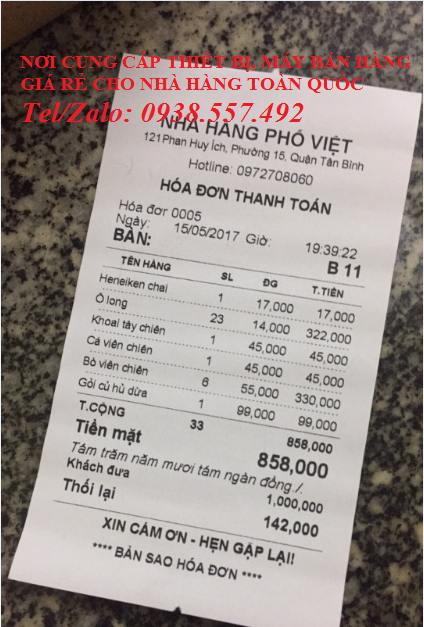 NƠI CUNG CẤP THIẾT BỊ, MÁY BÁN HÀNG
GIÁ RẺ CHO NHÀ HÀNG TOÀN QUỐC
Tel/Zalo: 0938.557.492
NHÀ HÀNG PHỐ VIỆT
121Phan Huy Ích, Phường 15, Quận Tân Bình
Hotline: 0972708060
HÓA ĐƠN THANH TOÁN
Hóa đơn 0005
Ngày: 15/05/2017 Giờ: 19:39:22
BÀN: B 11
TÊN HÀNG SL ĐG T.TIỀN
Heneiken chai 1 17,000 17,000
Ô long 23 14,000 322,000
Khoai tây chiên 1 45,000 45,000
Cá viên chiên 1 45,000 45,000
Bò viên chiên 6 55,000 330,000
Gỏi củ hủ dừa 1 99,000 99,000
T.CỘNG 33 858,000
Tiền mặt 858,000
Tám trăm năm mươi tám ngàn đồng./.
Khách đưa 1,000,000
Thối lại 142,000
XIN CÁM ƠN - HẸN GẶP LẠI!
**** BẢN SAO HÓA ĐƠN ****